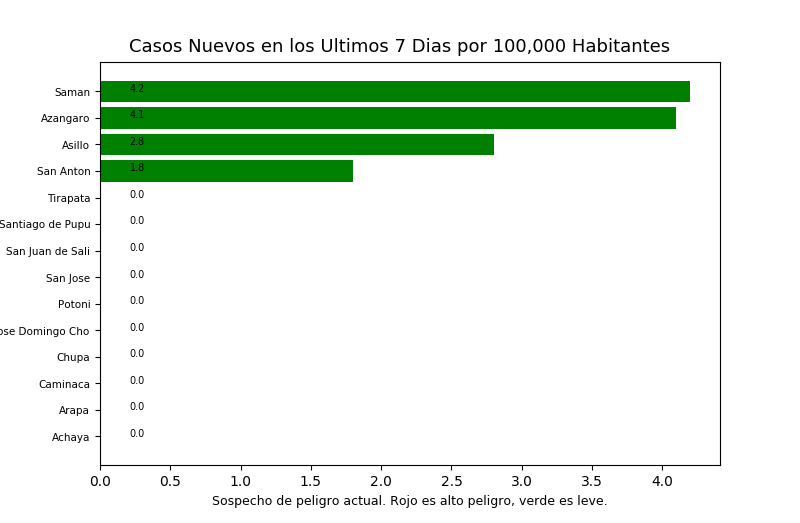 Casos Nuevos en los Ultimos 7 Dias por 100,000 Habitantes
Saman 4.2
Azangaro 4.1
Asillo 2.8
San Anton 1.8
Tirapata 0.0
Santiago de Pupu 0.0
San Juan de Sali 0.0
San Jose 0.0
Potoni 0.0
ose Domingo Cho 0.0
Chupa 0.0
Caminaca 0.0
Arapa 0.0
Achaya 0.0
0.0 0.5 1.0 1.5 2.0 2.5 3.0 3.5 4.0
Sospecho de peligro actual. Rojo es alto peligro, verde es leve.